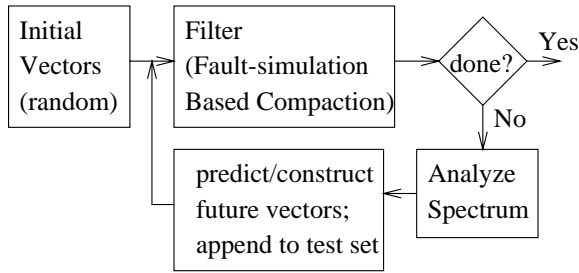 Initial
Vectors
(random)
Filter
(Fault-simulation
Based Compaction)
done?
Yes
No
Analyze
Spectrum
predict/construct
future vectors;
append to test set